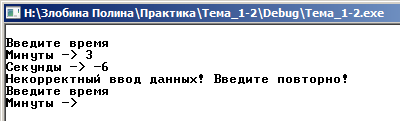 H:\Злобина Полина\Практика\Тема_1-2\Debug\Тема_1-2.exe
Введите время
Минуты -> 3
Секунды -> -6
Некорректный ввод данных! Введите повторно!
Введите время
Минуты ->